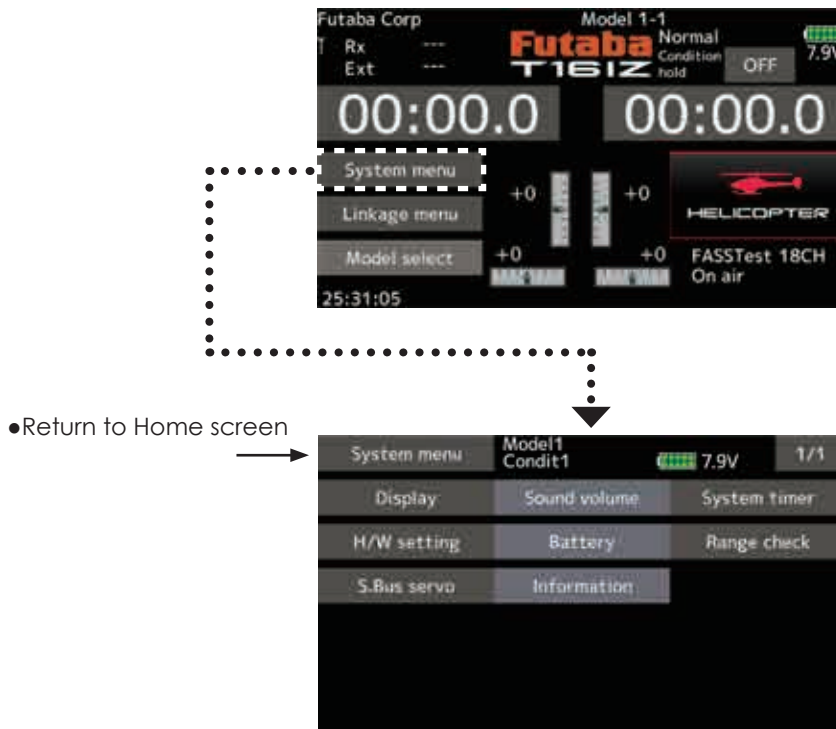 Futaba Corp Model 1-1
Rx --- Futaba Normal
Ext --- T16IZ Condition hold OFF 7.9V
00:00.0 00:00.0
System menu
+0 +0
Linkage menu HELICOPTER
Model select +0 +0 FASSTest 18CH
On air
25:31:05
●Return to Home screen
System menu Model1 7.9V 1/1
Condit1
Display Sound volume System timer
H/W setting Battery Range check
S.Bus servo Information